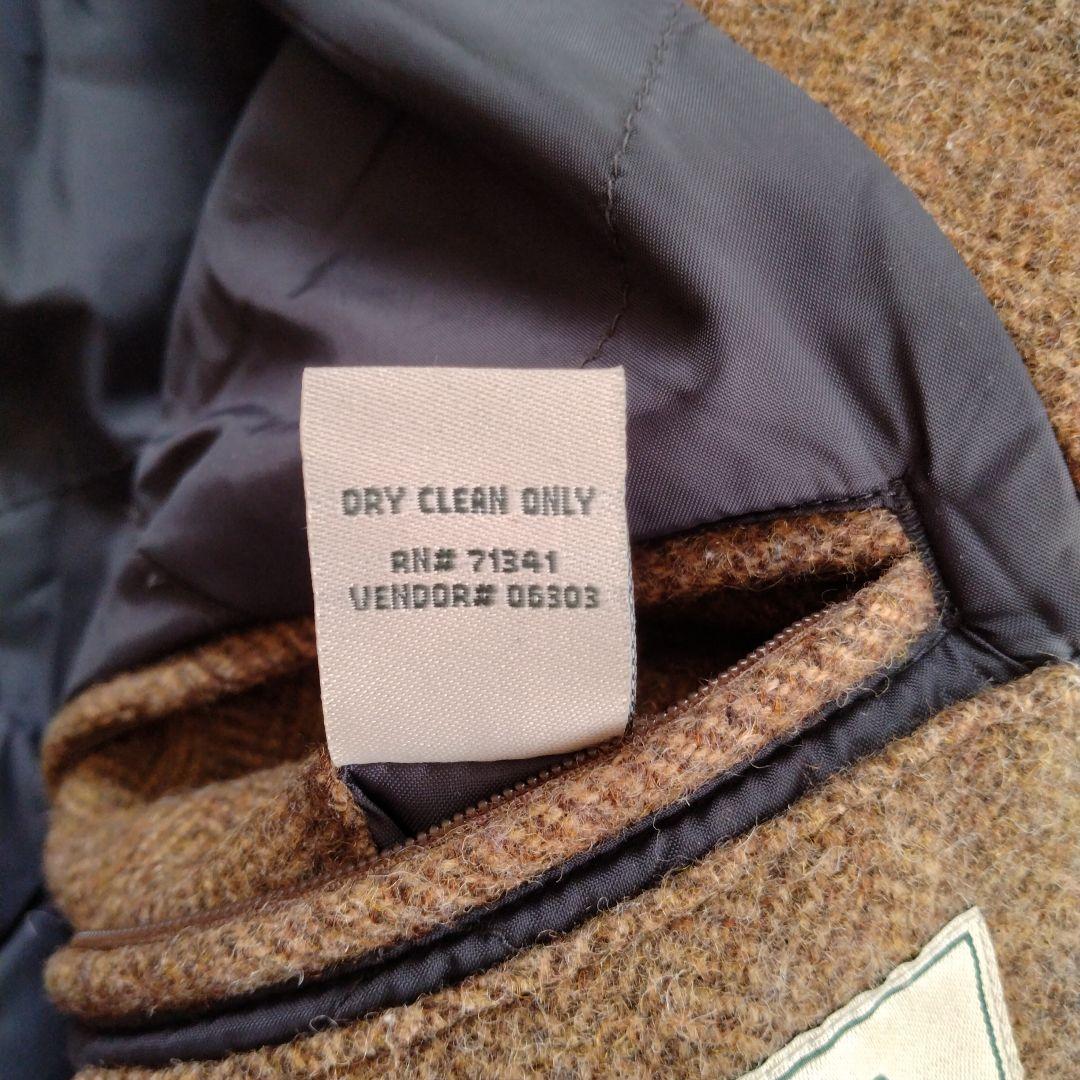 DRY CLEAN ONLY
RN# 71341
VENDOR# 06303